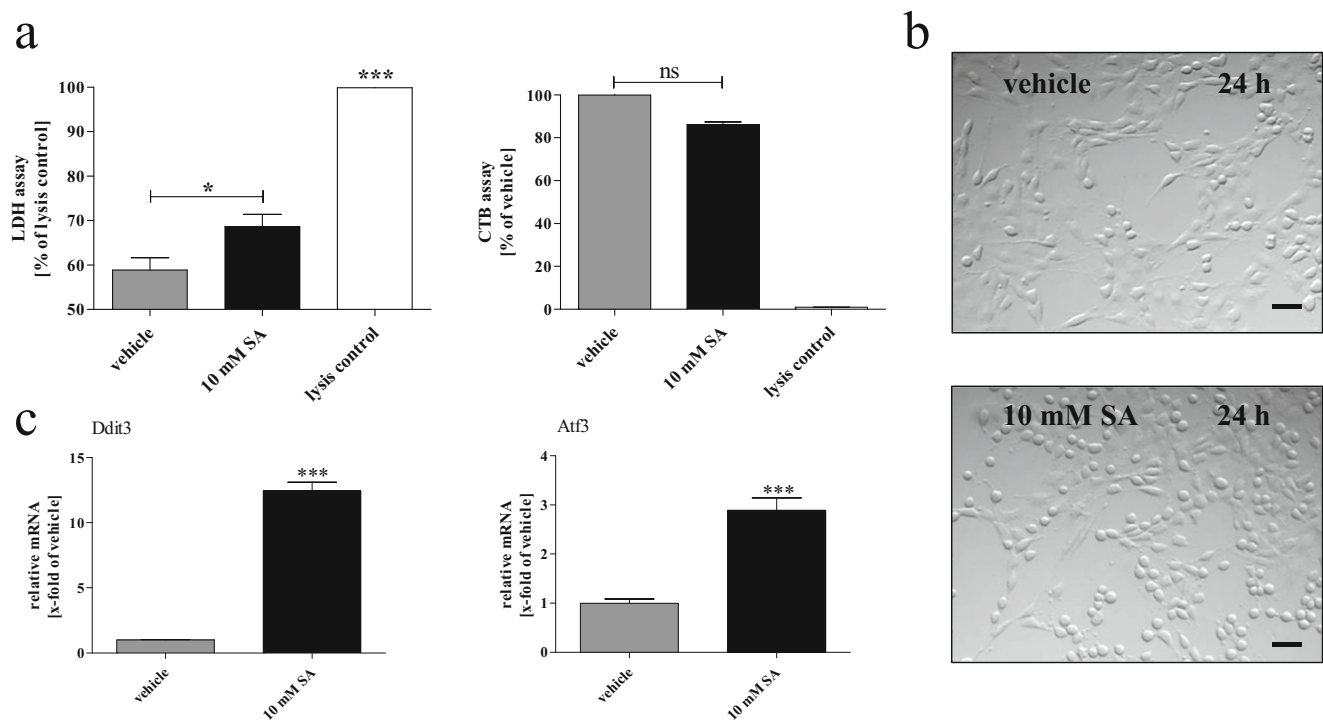 a
LDH assay
[% of lysis control]
100
90
80
70
60
50
*
***
vehicle
10 mM SA
lysis control
CTB assay
[% of vehicle]
100
80
60
40
20
0
ns
vehicle
10 mM SA
lysis control
b
vehicle 24 h
10 mM SA 24 h
c
Ddit3
relative mRNA
[x-fold of vehicle]
15
10
5
0
***
vehicle
10 mM SA
Atf3
relative mRNA
[x-fold of vehicle]
4
3
2
1
0
***
vehicle
10 mM SA